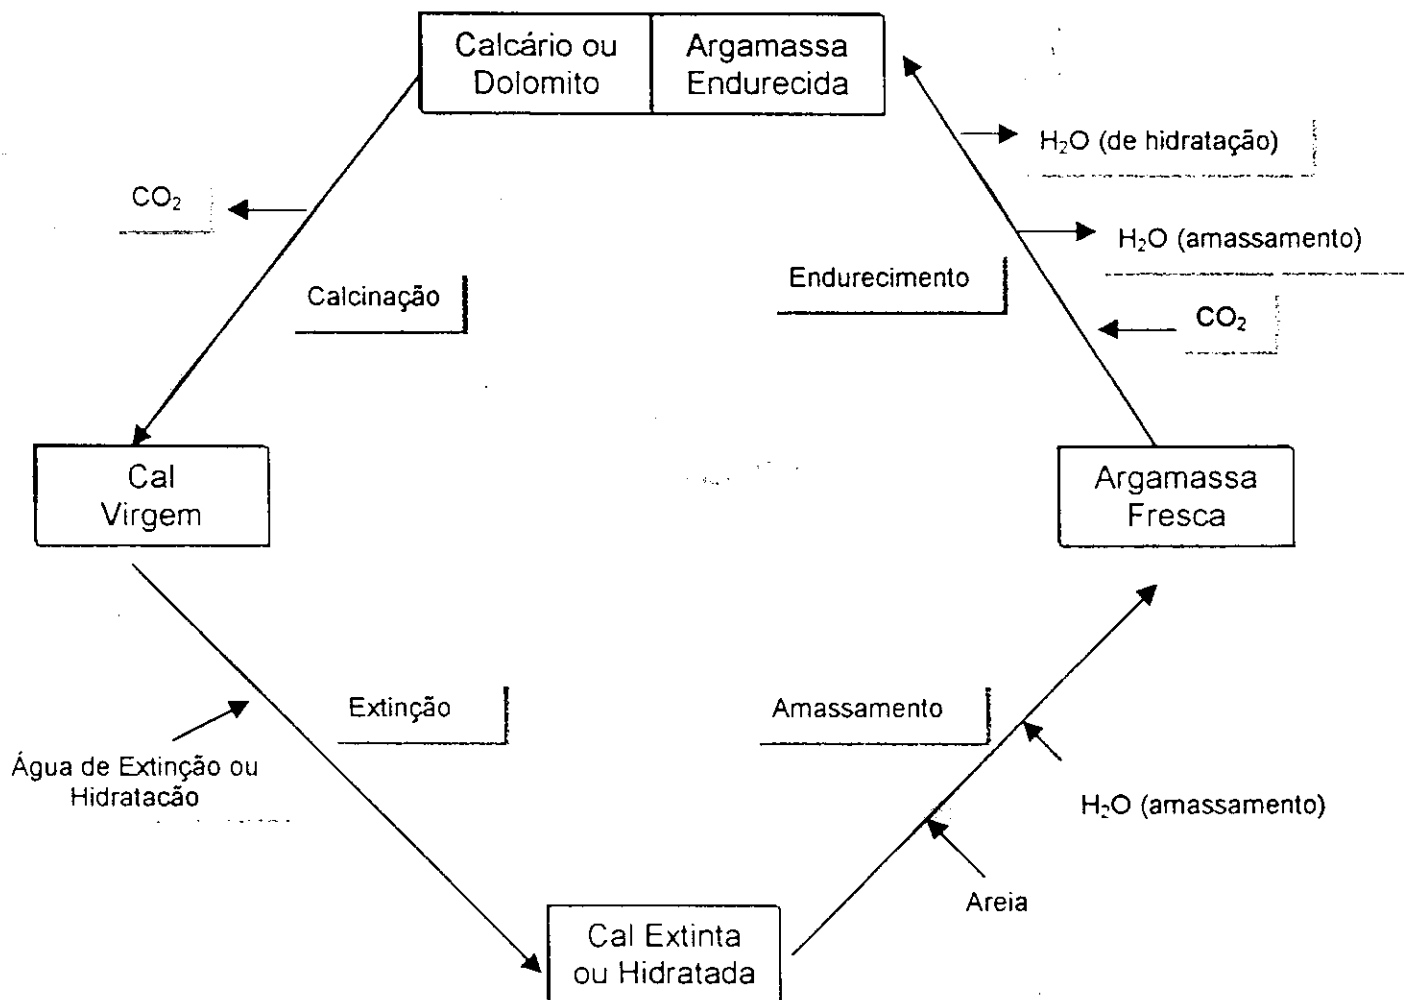 Calcário ou
Dolomito
Argamassa
Endurecida
CO₂
Calcinação
H₂O (de hidratação)
H₂O (amassamento)
Endurecimento
CO₂
Cal
Virgem
Argamassa
Fresca
Extinção
Amassamento
Água de Extinção ou
Hidratacão
H₂O (amassamento)
Areia
Cal Extinta
ou Hidratada